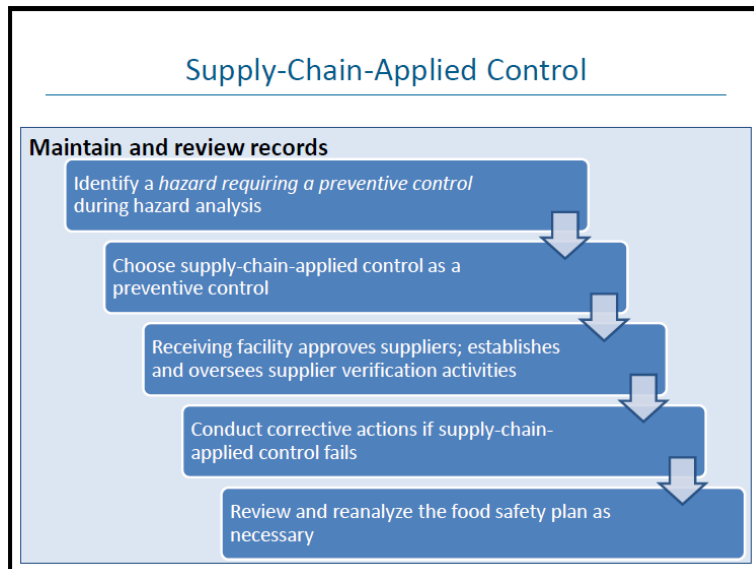 Supply-Chain-Applied Control
Maintain and review records
Identify a hazard requiring a preventive control
during hazard analysis
Choose supply-chain-applied control as a
preventive control
Receiving facility approves suppliers; establishes
and oversees supplier verification activities
Conduct corrective actions if supply-chain-
applied control fails
Review and reanalyze the food safety plan as
necessary